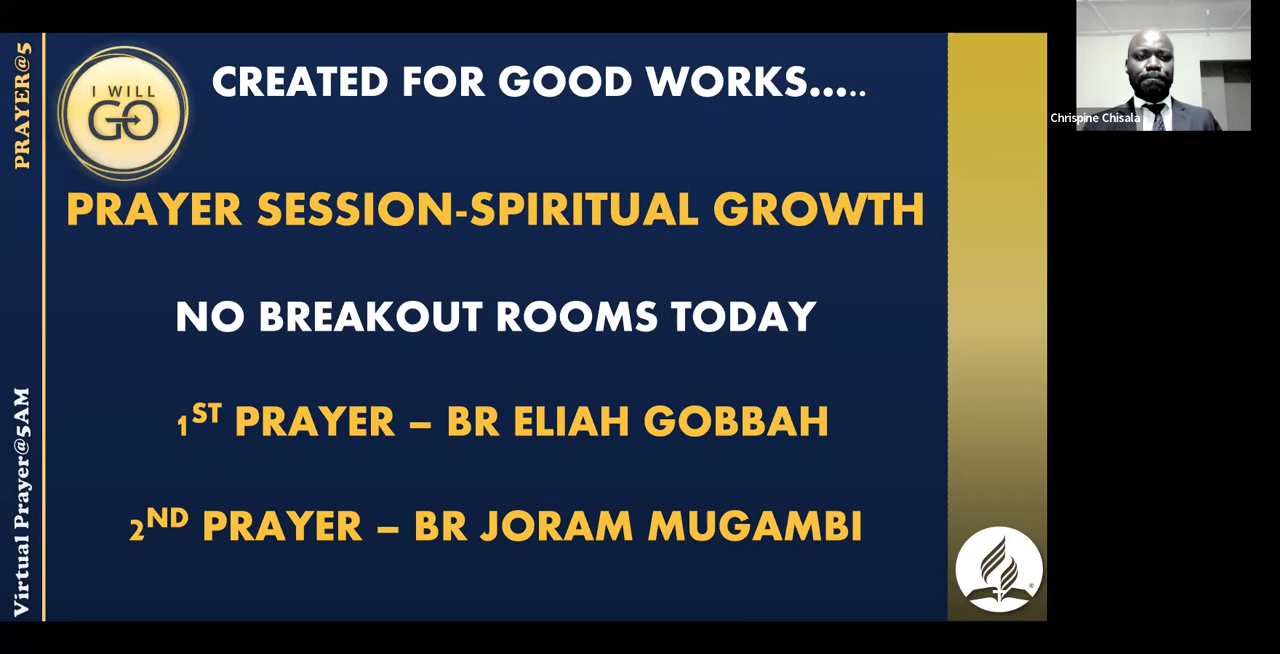 PRAYER@5
Virtual Prayer@5AM
I WILL
GO
CREATED FOR GOOD WORKS.....
PRAYER SESSION-SPIRITUAL GROWTH
NO BREAKOUT ROOMS TODAY
1ST PRAYER – BR ELIAH GOBBAH
2ND PRAYER – BR JORAM MUGAMBI
®
Chrispine Chisala